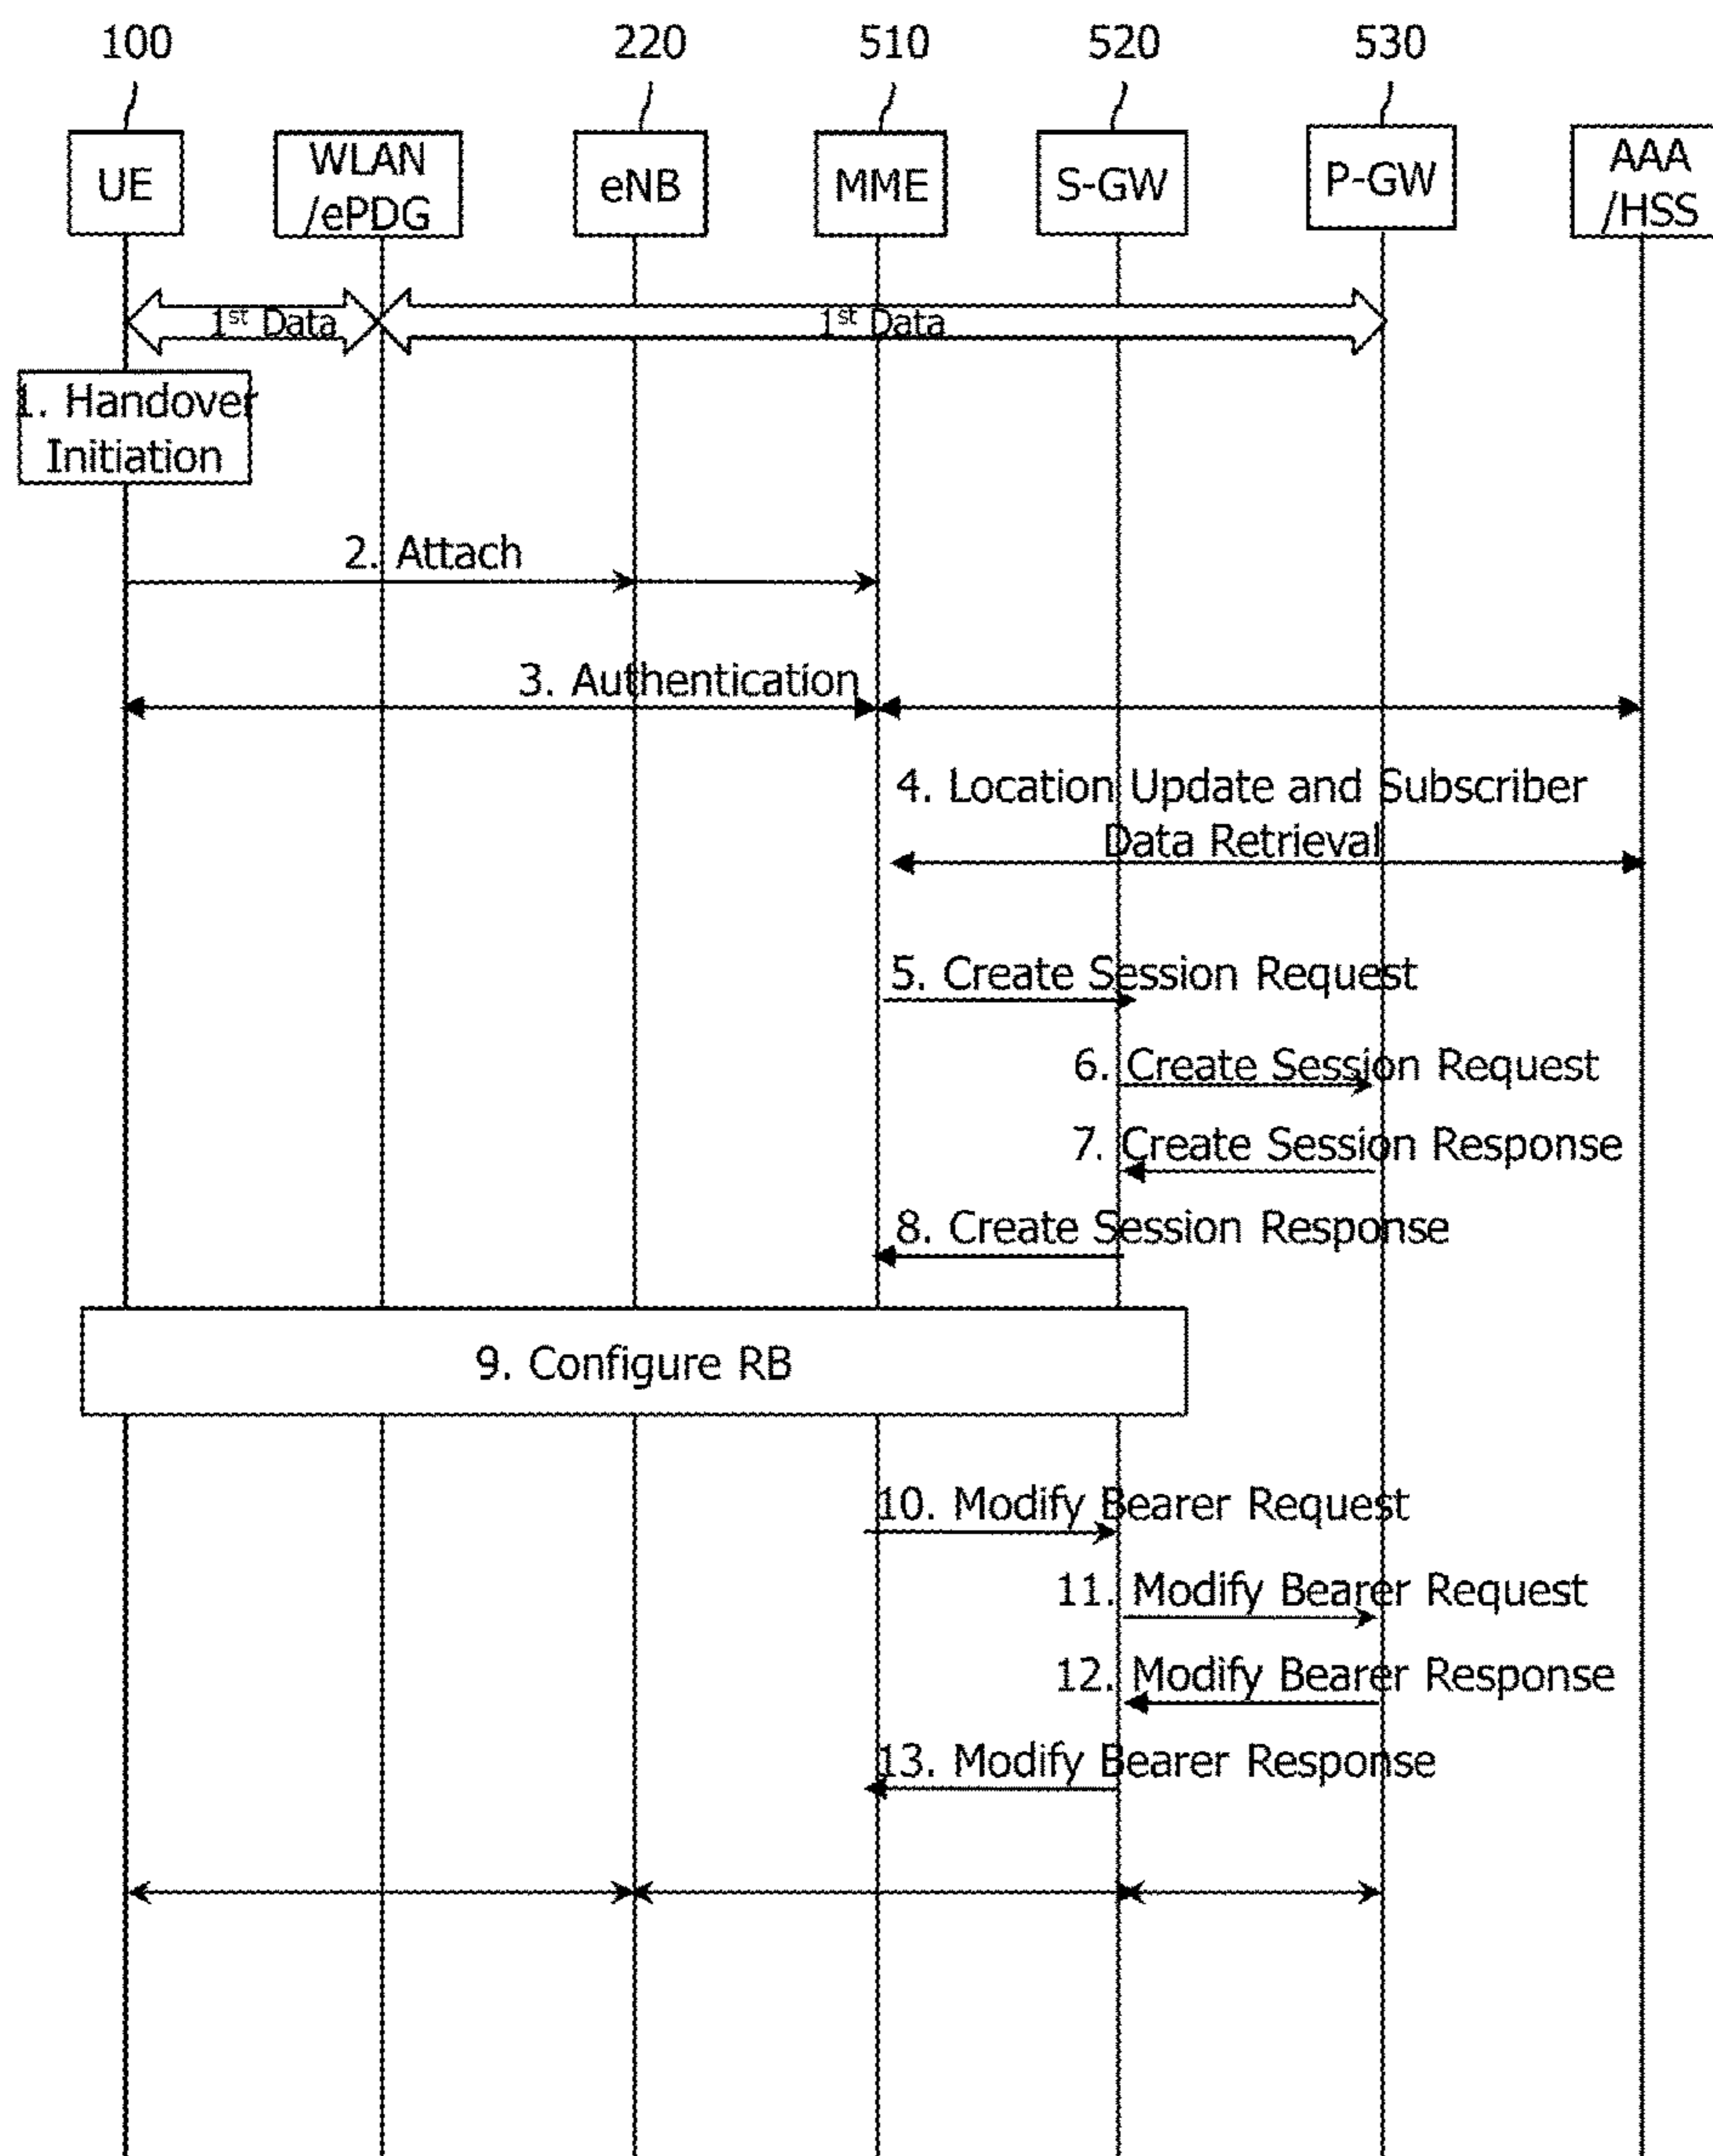 100 220 510 520 530
UE
WLAN
/ePDG
eNB
MME
S-GW
P-GW
AAA
/HSS
1st Data 1st Data
1. Handover
Initiation
2. Attach
3. Authentication
4. Location Update and Subscriber
Data Retrieval
5. Create Session Request
6. Create Session Request
7. Create Session Response
8. Create Session Response
9. Configure RB
10. Modify Bearer Request
11. Modify Bearer Request
12. Modify Bearer Response
13. Modify Bearer Response